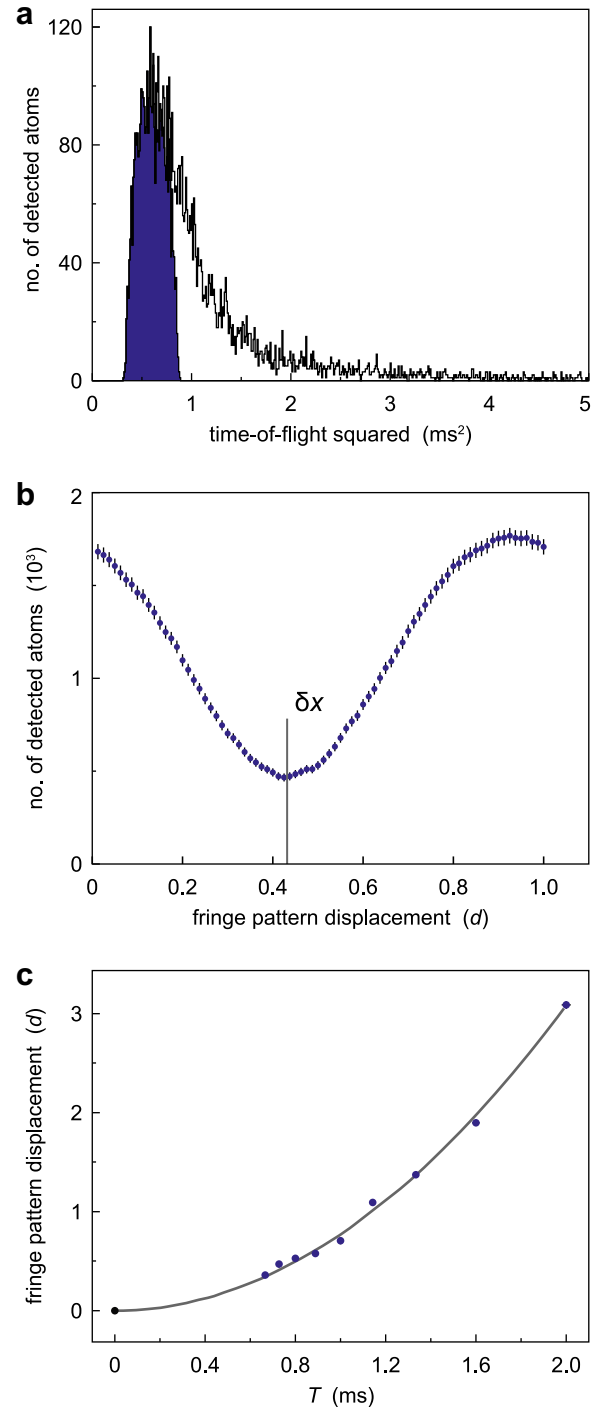 a
120
80
40
0
no. of detected atoms
0 1 2 3 4 5
time-of-flight squared (ms²)
b
2
1
0
no. of detected atoms (10³)
δx
0 0.2 0.4 0.6 0.8 1.0
fringe pattern displacement (d)
c
3
2
1
0
fringe pattern displacement (d)
0 0.4 0.8 1.2 1.6 2.0
T (ms)